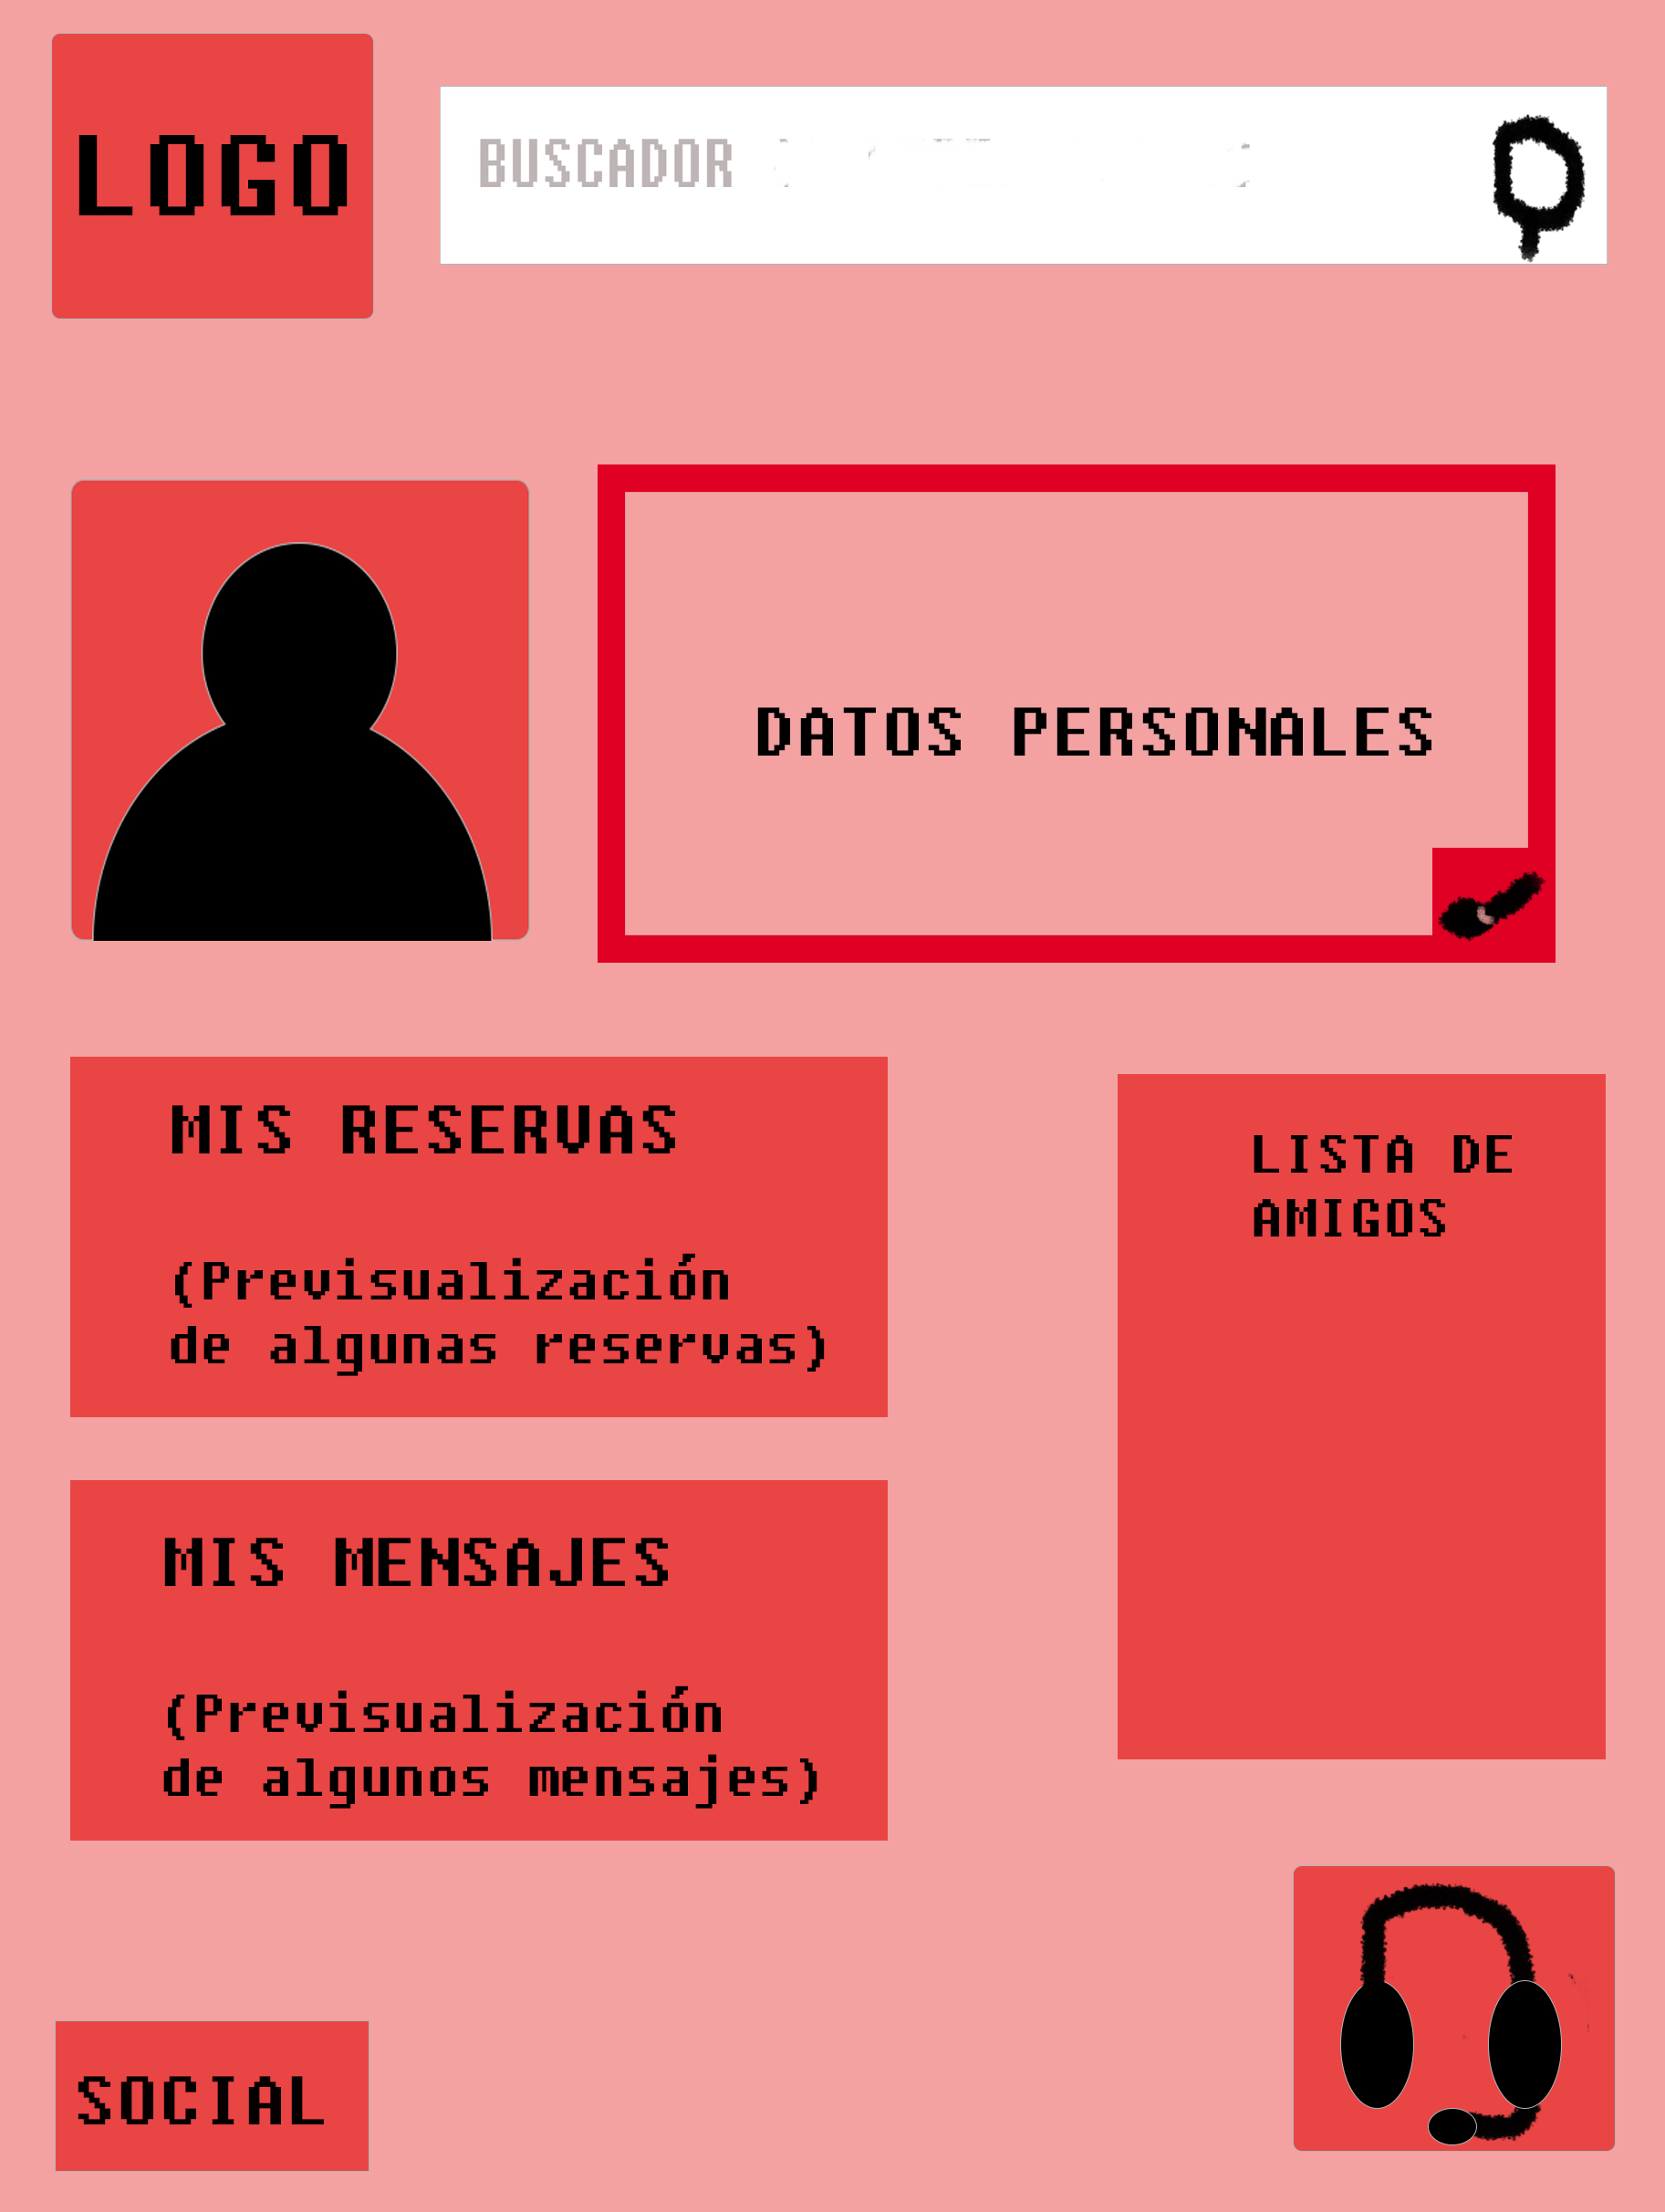 LOGO
BUSCADOR
DATOS PERSONALES
MIS RESERVAS
(Previsualización
de algunas reservas)
LISTA DE
AMIGOS
MIS MENSAJES
(Previsualización
de algunos mensajes)
SOCIAL